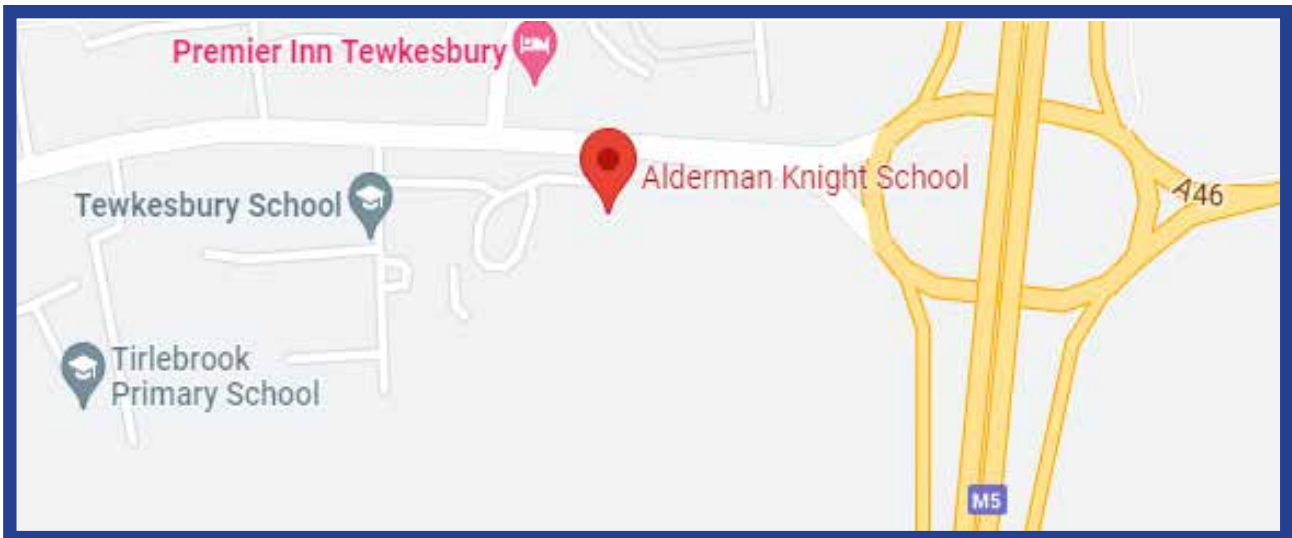 Premier Inn Tewkesbury
Alderman Knight School
Tewkesbury School
A46
Tirlebrook
Primary School
M5